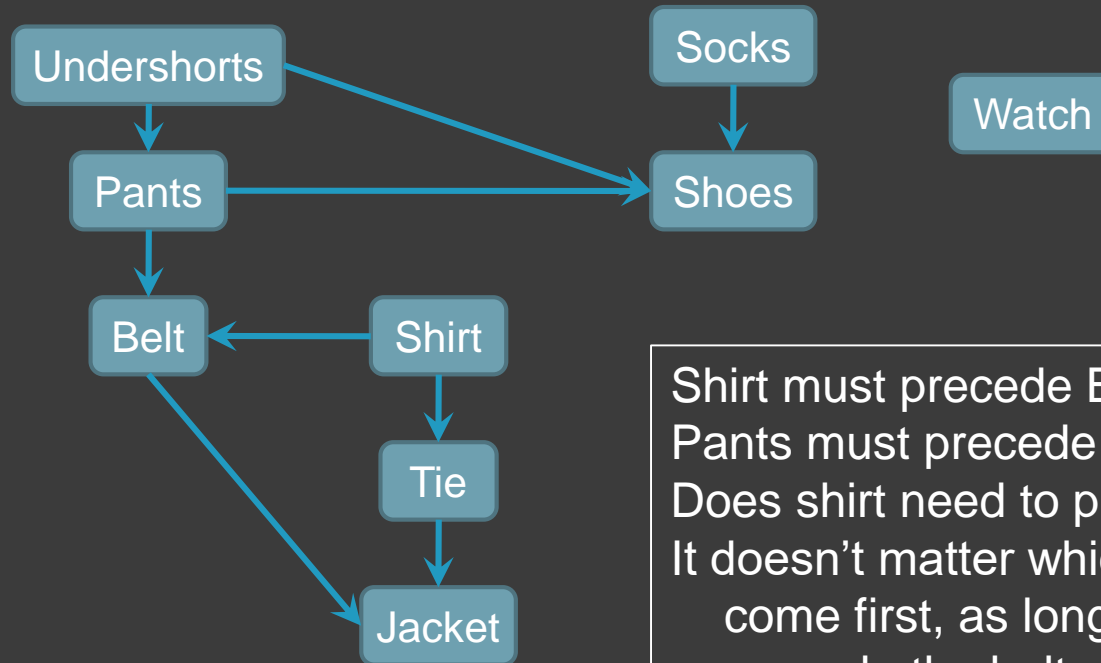 Undershorts
Socks
Watch
Pants
Shoes
Belt
Shirt
Tie
Jacket
Shirt must precede
Pants must precede
Does shirt need to
It doesn’t matter
come first, as long